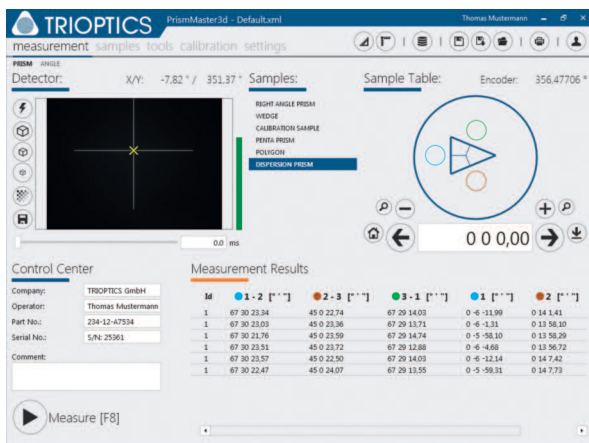 TRIOPTICS PrismMaster3d - Default.xml Thomas Mustermann
measurement samples tools calibration settings
PRISM ANGLE
Detector: X/Y: -7,82 ° / 351,37 °
Samples:
RIGHT ANGLE PRISM
WEDGE
CALIBRATION SAMPLE
PENTA PRISM
POLYGON
DISPERSION PRISM
Sample Table: Encoder: 356,47706 °
0.0 ms
0 0 0,00
Control Center
Company: TRIOPTICS GmbH
Operator: Thomas Mustermann
Part No.: 234-12-A7534
Serial No.: S/N: 25361
Comment:
Measure [F8]
Measurement Results
Id 1 - 2 [° ' "] 2 - 3 [° ' "] 3 - 1 [° ' "] 1 [° ' "] 2 [° ' "]
1 67 30 23,34 45 0 22,74 67 29 14,03 0 -6 -11,99 0 14 1,41
1 67 30 23,03 45 0 23,36 67 29 13,71 0 -6 -1,31 0 13 58,10
1 67 30 21,76 45 0 23,59 67 29 14,74 0 -5 -58,10 0 13 58,29
1 67 30 23,51 45 0 23,72 67 29 12,88 0 -6 -4,68 0 13 56,72
1 67 30 23,57 45 0 22,50 67 29 14,03 0 -6 -12,14 0 14 7,42
1 67 30 22,47 45 0 24,07 67 29 13,55 0 -5 -59,31 0 14 7,73